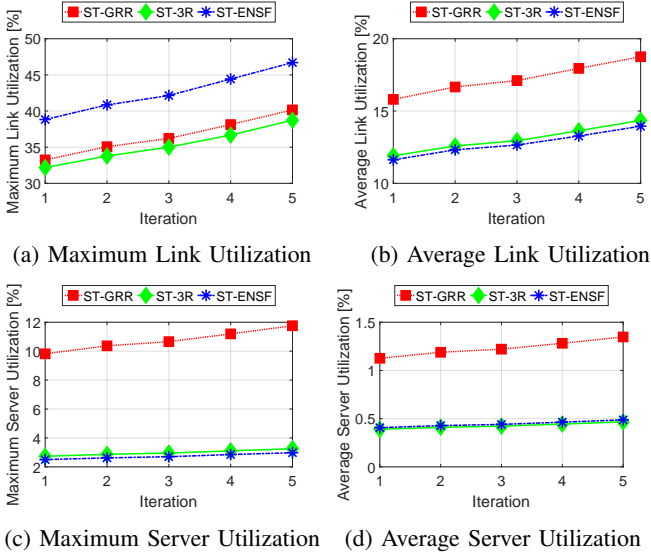 ST-GRR ST-3R ST-ENSF
ST-GRR ST-3R ST-ENSF
Maximum Link Utilization [%]
50
45
40
35
30
1 2 3 4 5
Iteration
Average Link Utilization [%]
20
15
10
1 2 3 4 5
Iteration
(a) Maximum Link Utilization
(b) Average Link Utilization
ST-GRR ST-3R ST-ENSF
ST-GRR ST-3R ST-ENSF
Maximum Server Utilization [%]
12
10
8
6
4
2
1 2 3 4 5
Iteration
Average Server Utilization [%]
1.5
1
0.5
0
1 2 3 4 5
Iteration
(c) Maximum Server Utilization
(d) Average Server Utilization